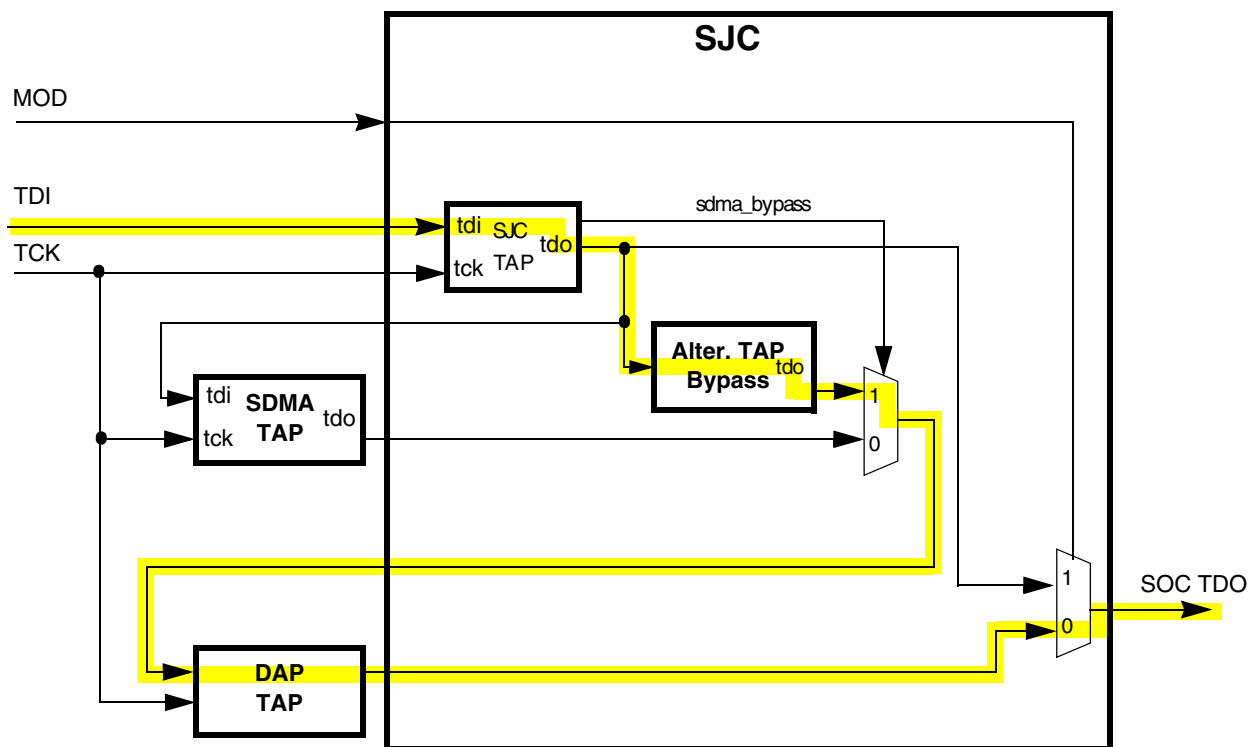 SJC
MOD
TDI
sdma_bypass
tdi SJC
tdo
TCK
tck TAP
Alter. TAP
tdo
Bypass
1
tdi
SDMA
tdo
tck
TAP
0
1
SOC TDO
0
DAP
TAP